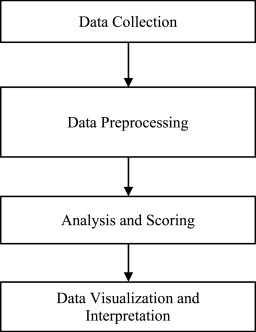 Data Collection
Data Preprocessing
Analysis and Scoring
Data Visualization and
Interpretation